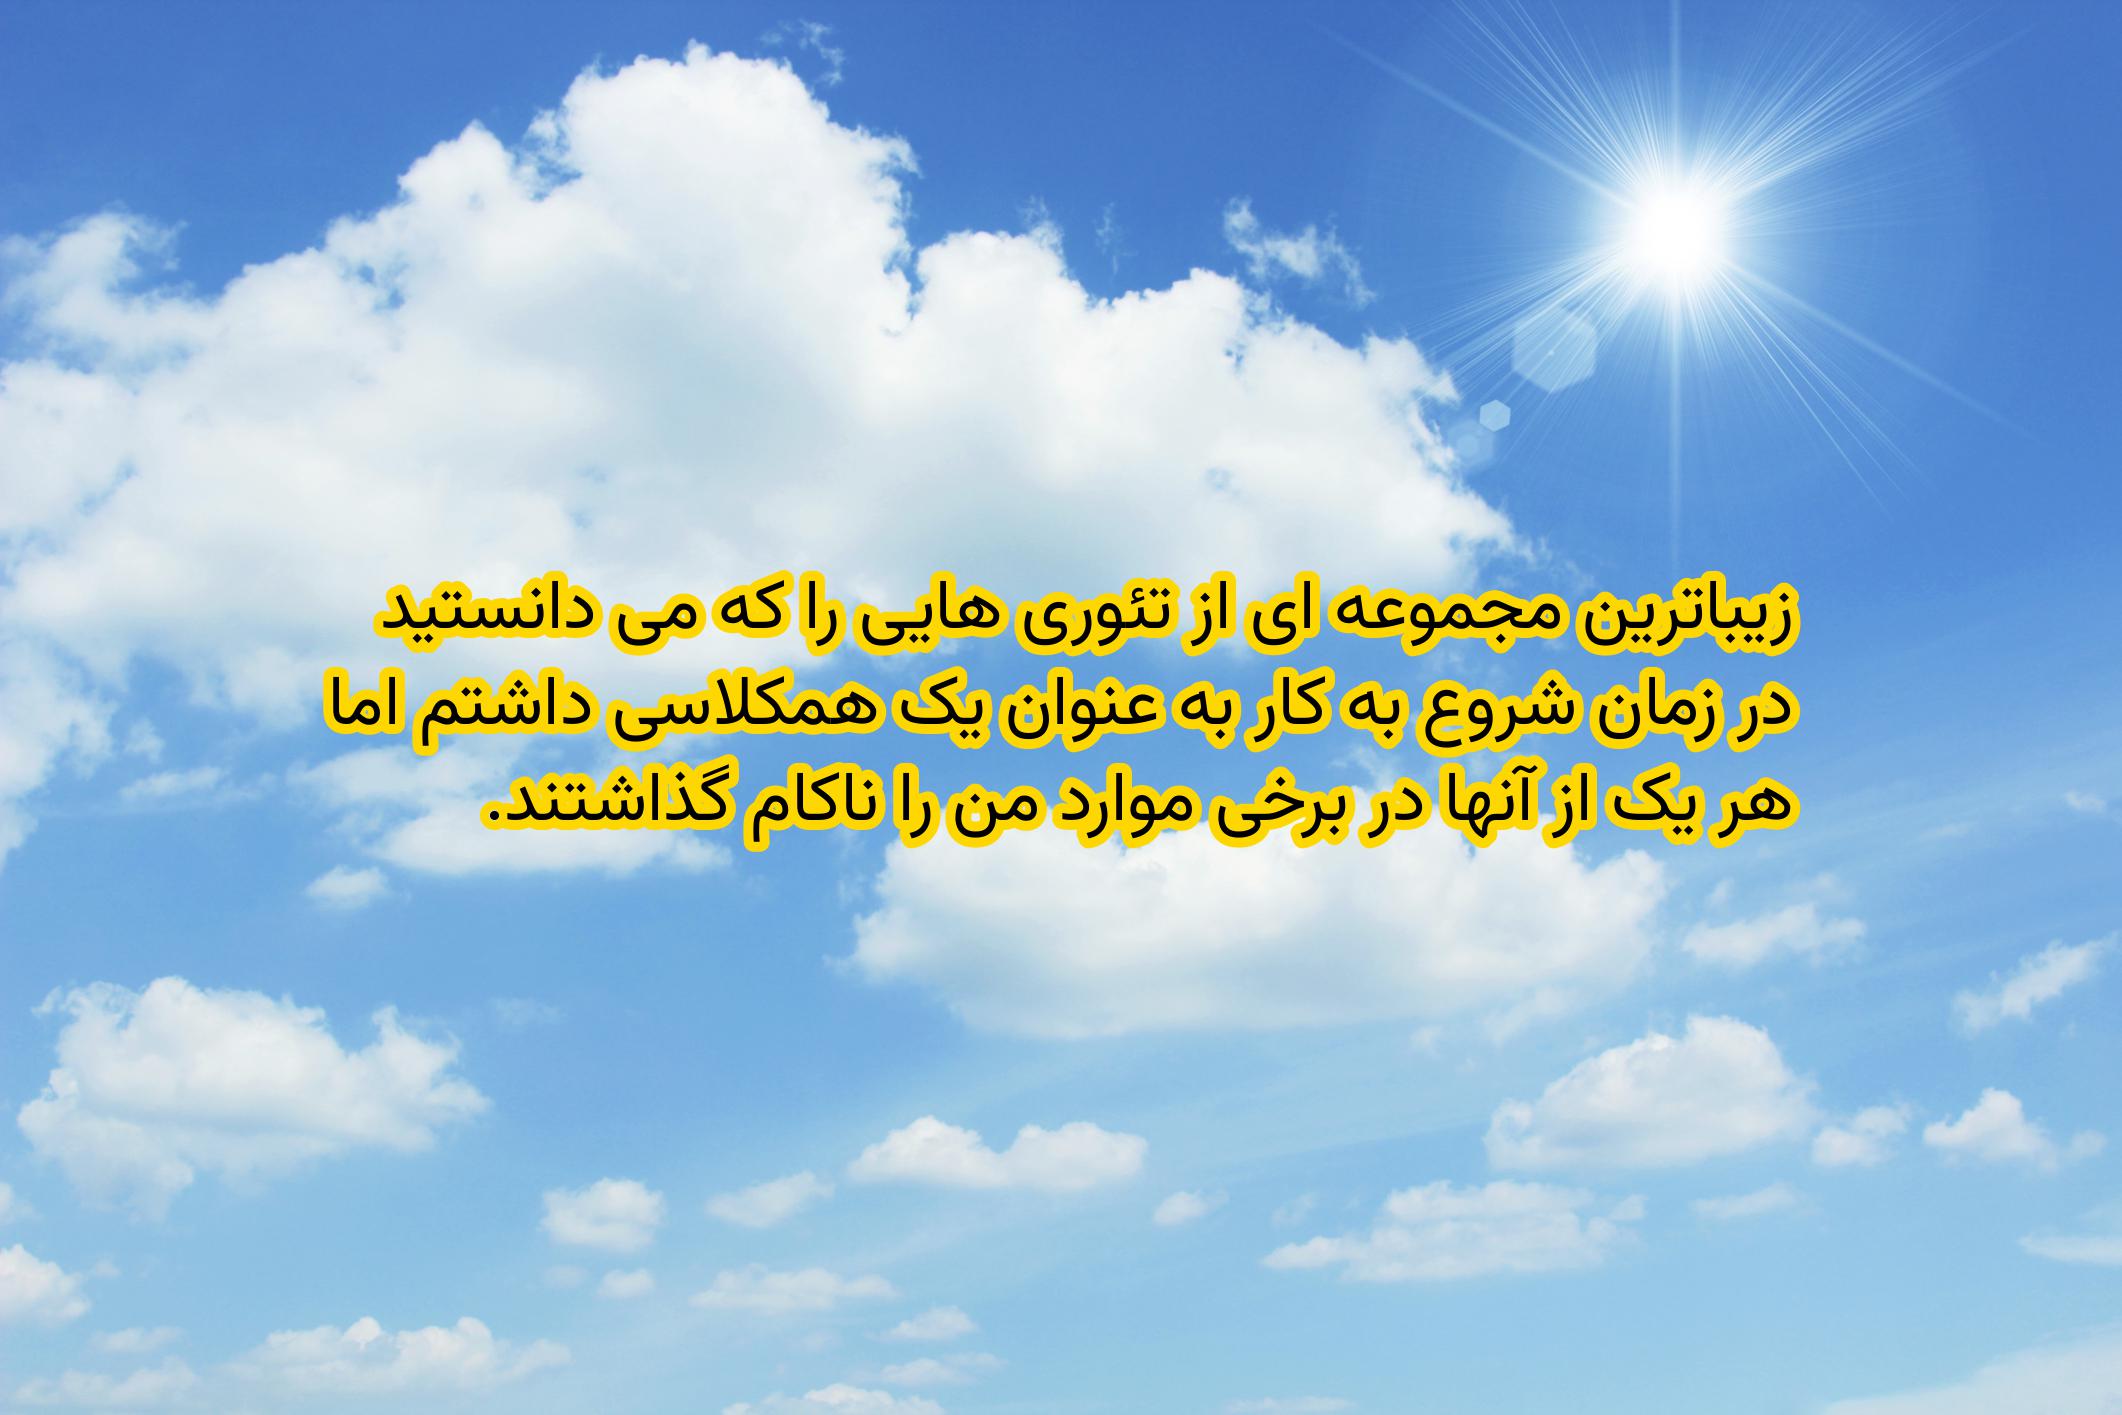 زیباترین مجموعه ای از تئوری هایی را که می دانستید
در زمان شروع به کار به عنوان یک همکلاسی داشتم اما
هر یک از آنها در برخی موارد من را ناکام گذاشتند.